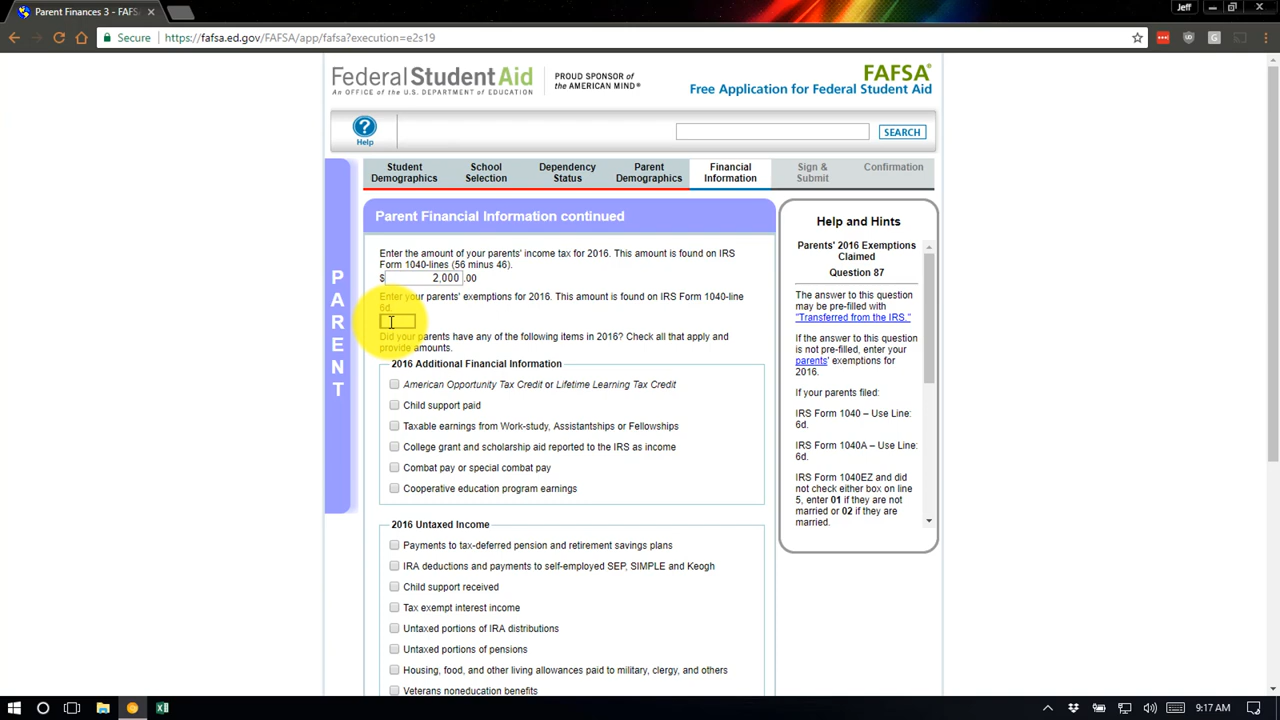 Parent Finances 3 - FAFS
Jeff
Secure
https://fafsa.ed.gov/FAFSA/app/fafsa?execution=e2s19
Federal Student Aid
An OFFICE of the U.S. DEPARTMENT of EDUCATION
PROUD SPONSOR of
the AMERICAN MIND®
FAFSA®
Free Application for Federal Student Aid
Help
SEARCH
Student
Demographics
School
Selection
Dependency
Status
Parent
Demographics
Financial
Information
Sign &
Submit
Confirmation
PARENT
Parent Financial Information continued
Enter the amount of your parents' income tax for 2016. This amount is found on IRS
Form 1040-lines (56 minus 46).
$ 2,000 .00
Enter your parents' exemptions for 2016. This amount is found on IRS Form 1040-line
6d.
Did your parents have any of the following items in 2016? Check all that apply and
provide amounts.
2016 Additional Financial Information
American Opportunity Tax Credit or Lifetime Learning Tax Credit
Child support paid
Taxable earnings from Work-study, Assistantships or Fellowships
College grant and scholarship aid reported to the IRS as income
Combat pay or special combat pay
Cooperative education program earnings
2016 Untaxed Income
Payments to tax-deferred pension and retirement savings plans
IRA deductions and payments to self-employed SEP, SIMPLE and Keogh
Child support received
Tax exempt interest income
Untaxed portions of IRA distributions
Untaxed portions of pensions
Housing, food, and other living allowances paid to military, clergy, and others
Veterans noneducation benefits
Help and Hints
Parents' 2016 Exemptions
Claimed
Question 87
The answer to this question
may be pre-filled with
"Transferred from the IRS."
If the answer to this question
is not pre-filled, enter your
parents' exemptions for
2016.
If your parents filed:
IRS Form 1040 – Use Line:
6d.
IRS Form 1040A – Use Line:
6d.
IRS Form 1040EZ and did
not check either box on line
5, enter 01 if they are not
married or 02 if they are
married.
9:17 AM